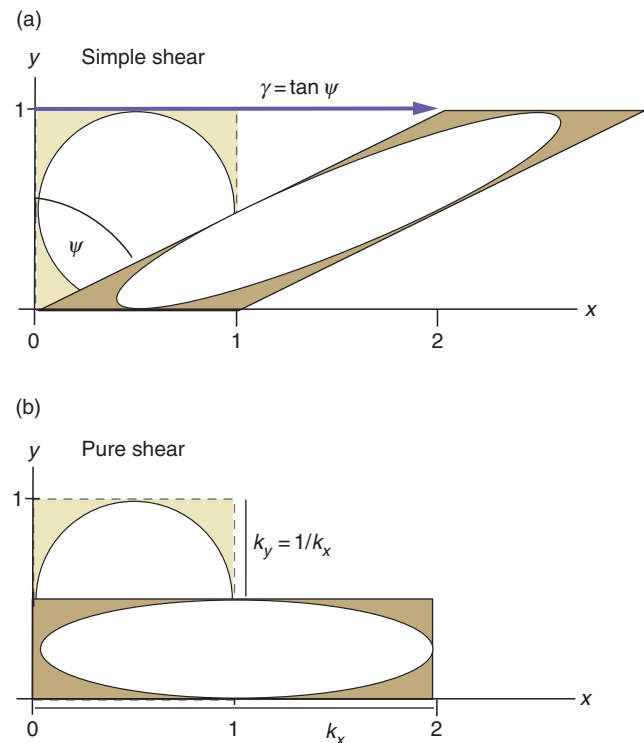 (a)
y Simple shear
γ = tan ψ
1
ψ
x
0 1 2
(b)
y Pure shear
1
k_y = 1/k_x
x
0 1 2
k_x